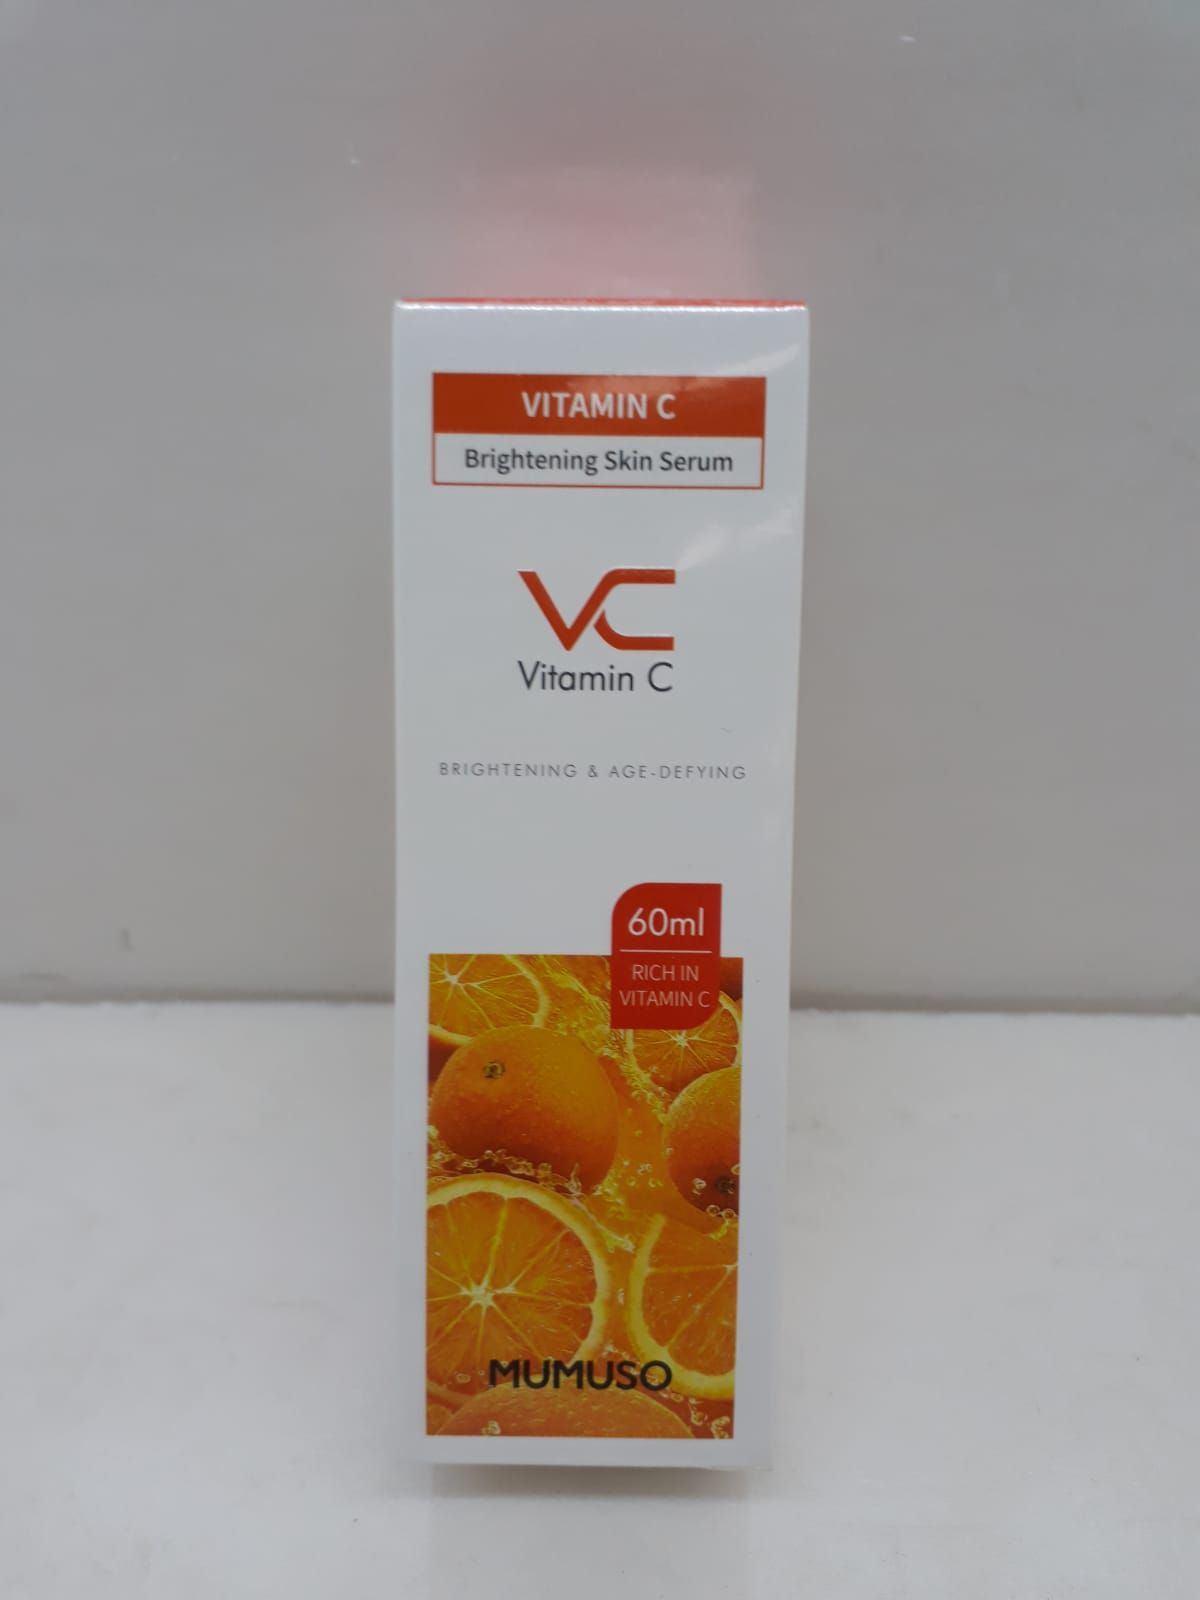 VITAMIN C
Brightening Skin Serum
VC
Vitamin C
BRIGHTENING & AGE-DEFYING
60ml
RICH IN
VITAMIN C
MUMUSO